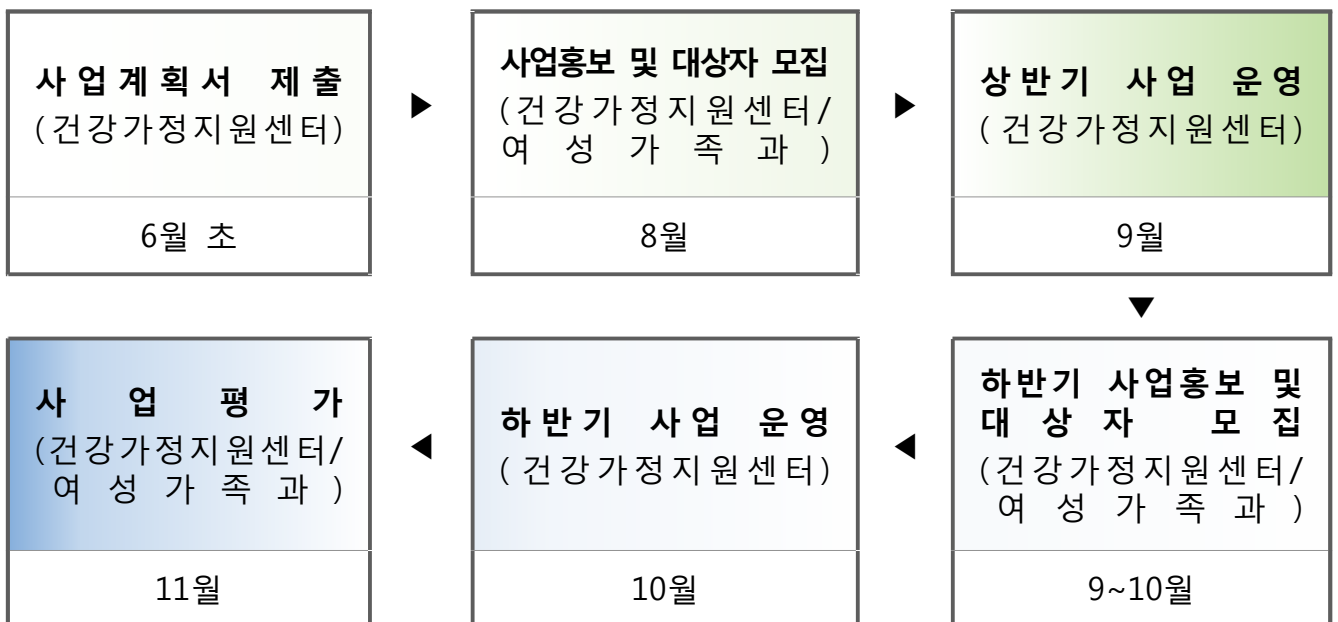 사업계획서 제출
(건강가정지원센터)
6월 초
▶
사업홍보 및 대상자 모집
(건강가정지원센터/
여성가족과)
8월
▶
상반기 사업 운영
(건강가정지원센터)
9월
▼
하반기 사업홍보 및
대상자 모집
(건강가정지원센터/
여성가족과)
9~10월
◀
하반기 사업 운영
(건강가정지원센터)
10월
◀
사업평가
(건강가정지원센터/
여성가족과)
11월